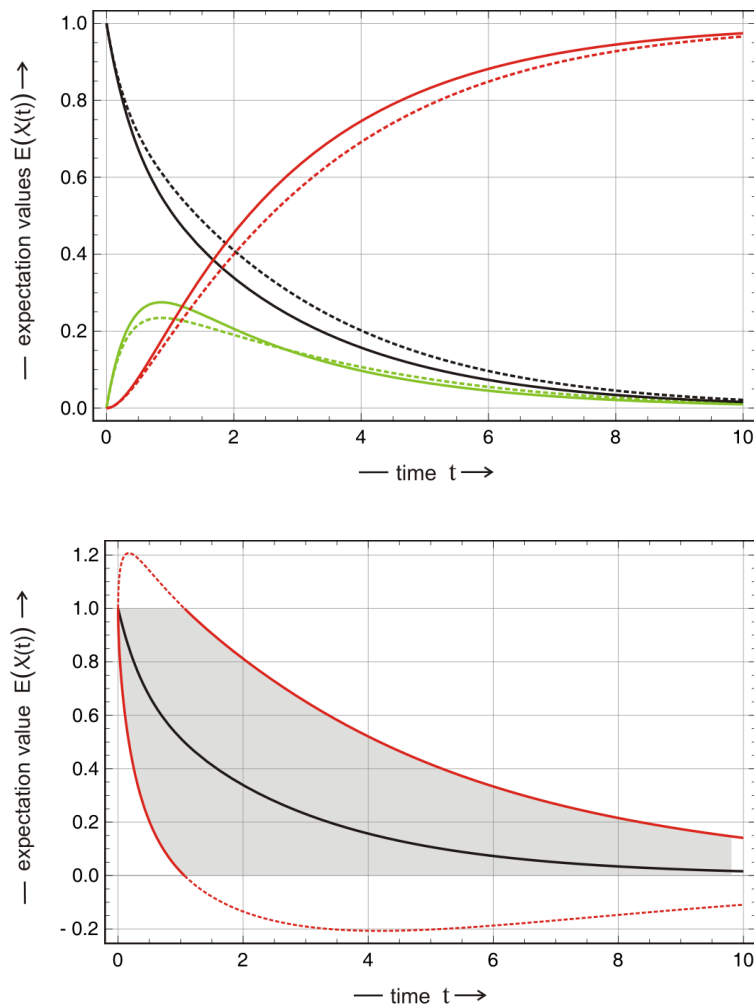 1.0
0.8
0.6
0.4
0.2
0.0
— expectation values E(X(t)) →
0 2 4 6 8 10
— time t →
1.2
1.0
0.8
0.6
0.4
0.2
0.0
- 0.2
— expectation value E(X(t)) →
0 2 4 6 8 10
— time t →